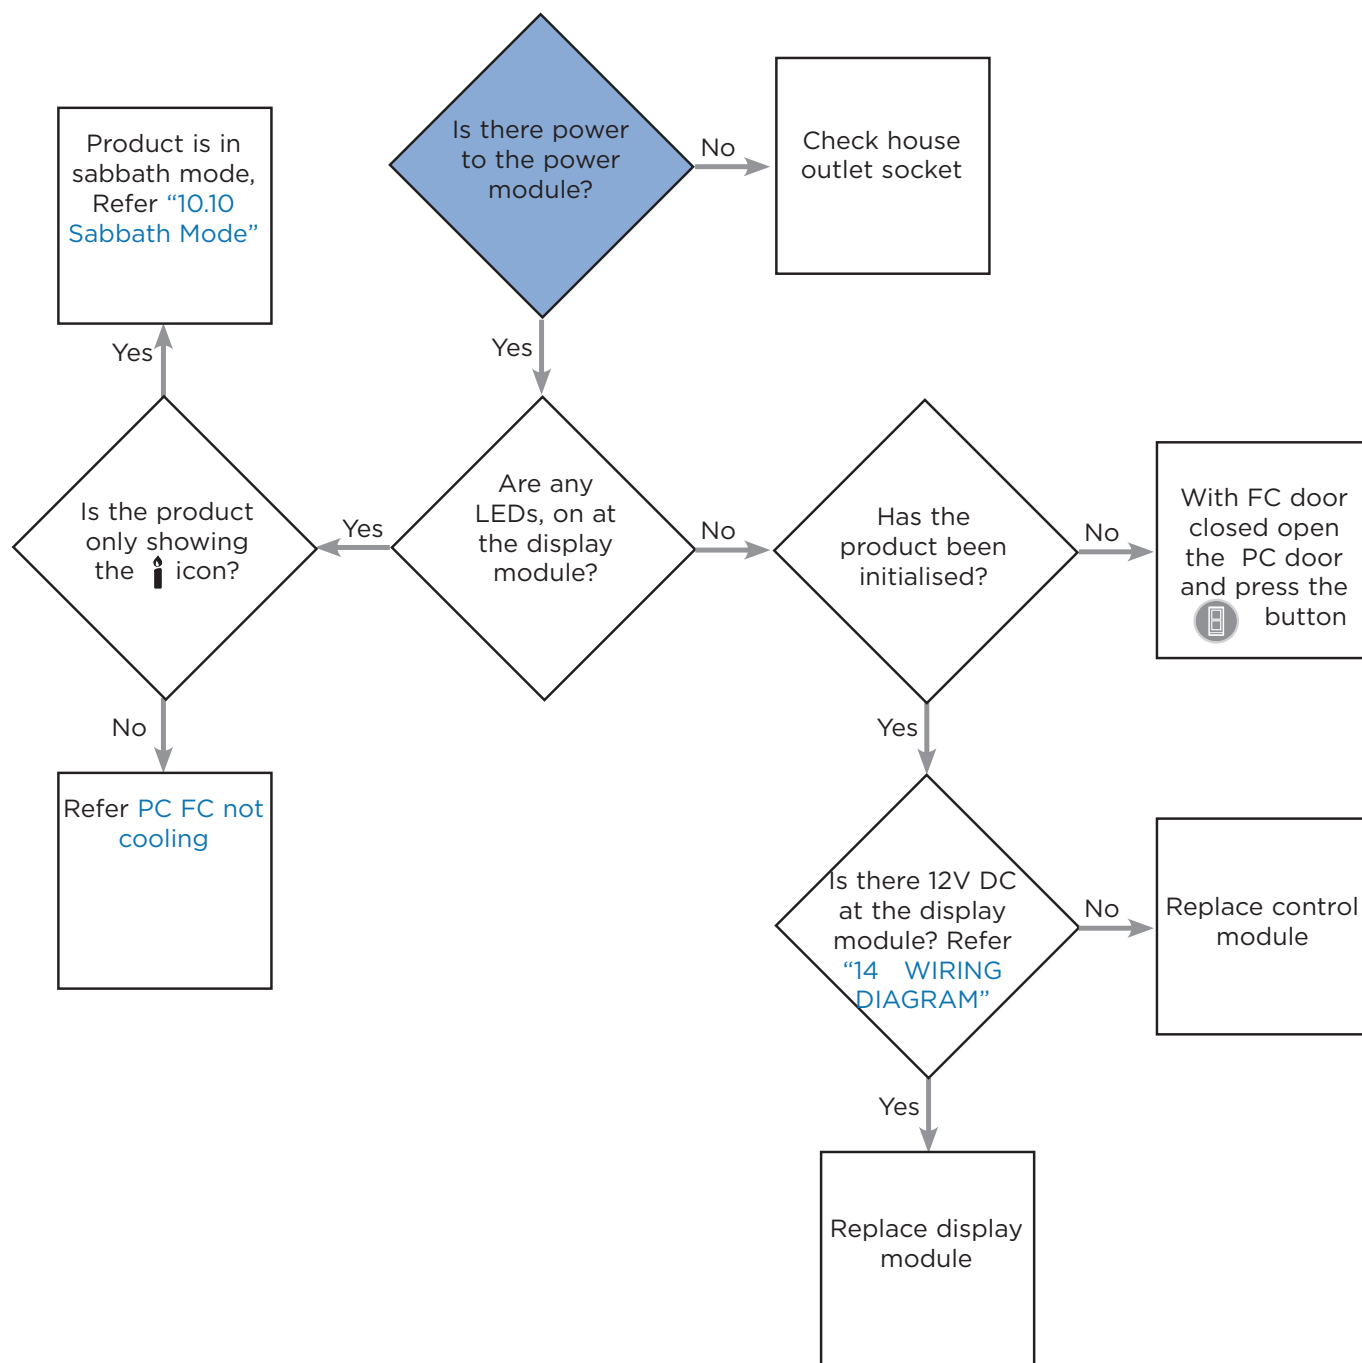 Is there power
to the power
module?
No
Check house
outlet socket
Product is in
sabbath mode,
Refer “10.10
Sabbath Mode”
Yes
Yes
Is the product
only showing
the icon?
Yes
Are any
LEDs, on at
the display
module?
No
Has the
product been
initialised?
No
With FC door
closed open
the PC door
and press the
button
No
Yes
Refer PC FC not
cooling
Is there 12V DC
at the display
module? Refer
“14 WIRING
DIAGRAM”
No
Replace control
module
Yes
Replace display
module